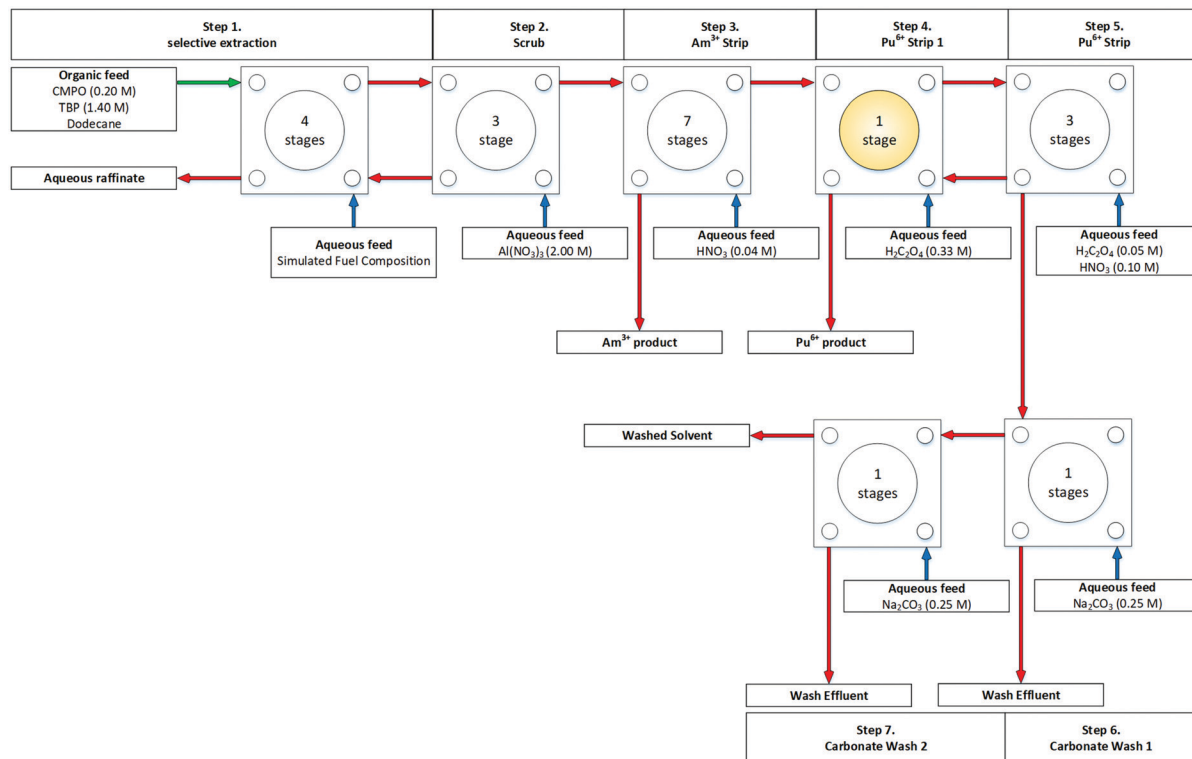 Step 1.
selective extraction
Step 2.
Scrub
Step 3.
Am³⁺ Strip
Step 4.
Pu⁶⁺ Strip 1
Step 5.
Pu⁶⁺ Strip
Organic feed
CMPO (0.20 M)
TBP (1.40 M)
Dodecane
4
stages
3
stage
7
stages
1
stage
3
stages
Aqueous raffinate
Aqueous feed
Simulated Fuel Composition
Aqueous feed
Al(NO₃)₃ (2.00 M)
Aqueous feed
HNO₃ (0.04 M)
Aqueous feed
H₂C₂O₄ (0.33 M)
Aqueous feed
H₂C₂O₄ (0.05 M)
HNO₃ (0.10 M)
Am³⁺ product
Pu⁶⁺ product
Washed Solvent
1
stages
1
stages
Aqueous feed
Na₂CO₃ (0.25 M)
Aqueous feed
Na₂CO₃ (0.25 M)
Wash Effluent
Wash Effluent
Step 7.
Carbonate Wash 2
Step 6.
Carbonate Wash 1